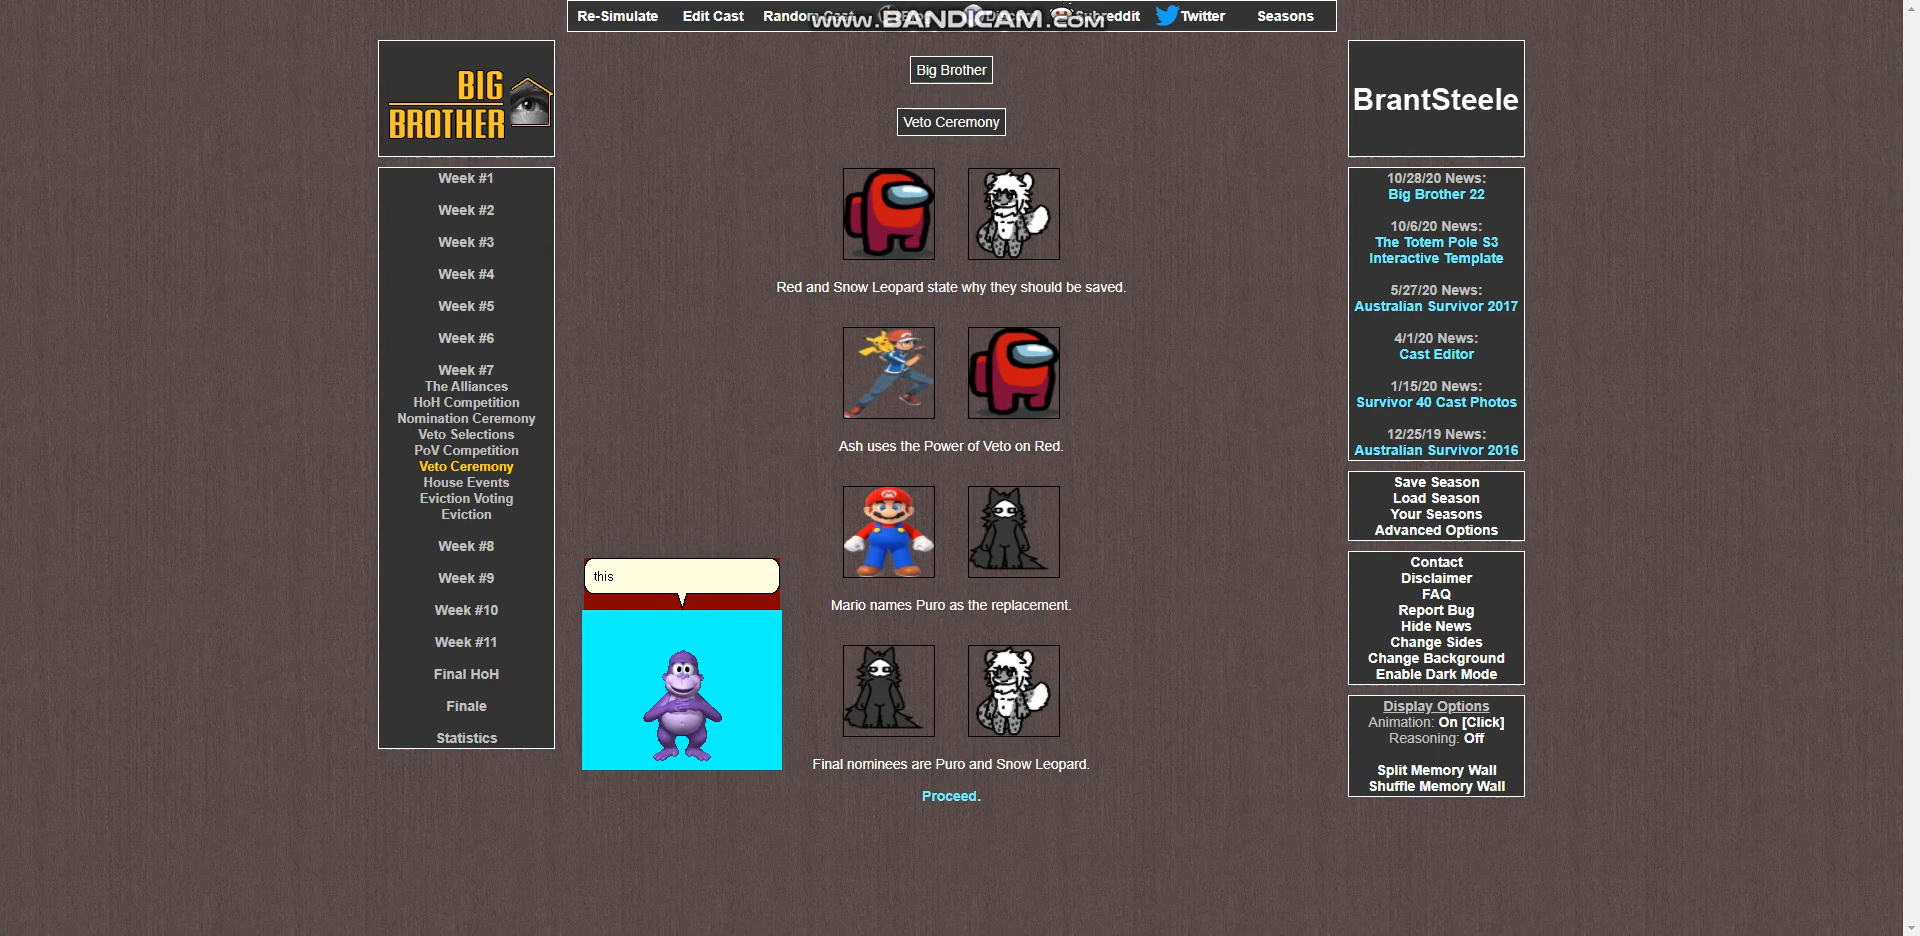 Re-Simulate Edit Cast Random Cast Subreddit Twitter Seasons
www.BANDICAM.com
BIG
BROTHER
Week #1
Week #2
Week #3
Week #4
Week #5
Week #6
Week #7
The Alliances
HoH Competition
Nomination Ceremony
Veto Selections
PoV Competition
Veto Ceremony
House Events
Eviction Voting
Eviction
Week #8
Week #9
Week #10
Week #11
Final HoH
Finale
Statistics
Big Brother
Veto Ceremony
Red and Snow Leopard state why they should be saved.
Ash uses the Power of Veto on Red.
Mario names Puro as the replacement.
Final nominees are Puro and Snow Leopard.
Proceed.
this
BrantSteele
10/28/20 News:
Big Brother 22
10/6/20 News:
The Totem Pole S3
Interactive Template
5/27/20 News:
Australian Survivor 2017
4/1/20 News:
Cast Editor
1/15/20 News:
Survivor 40 Cast Photos
12/25/19 News:
Australian Survivor 2016
Save Season
Load Season
Your Seasons
Advanced Options
Contact
Disclaimer
FAQ
Report Bug
Hide News
Change Sides
Change Background
Enable Dark Mode
Display Options
Animation: On [Click]
Reasoning: Off
Split Memory Wall
Shuffle Memory Wall